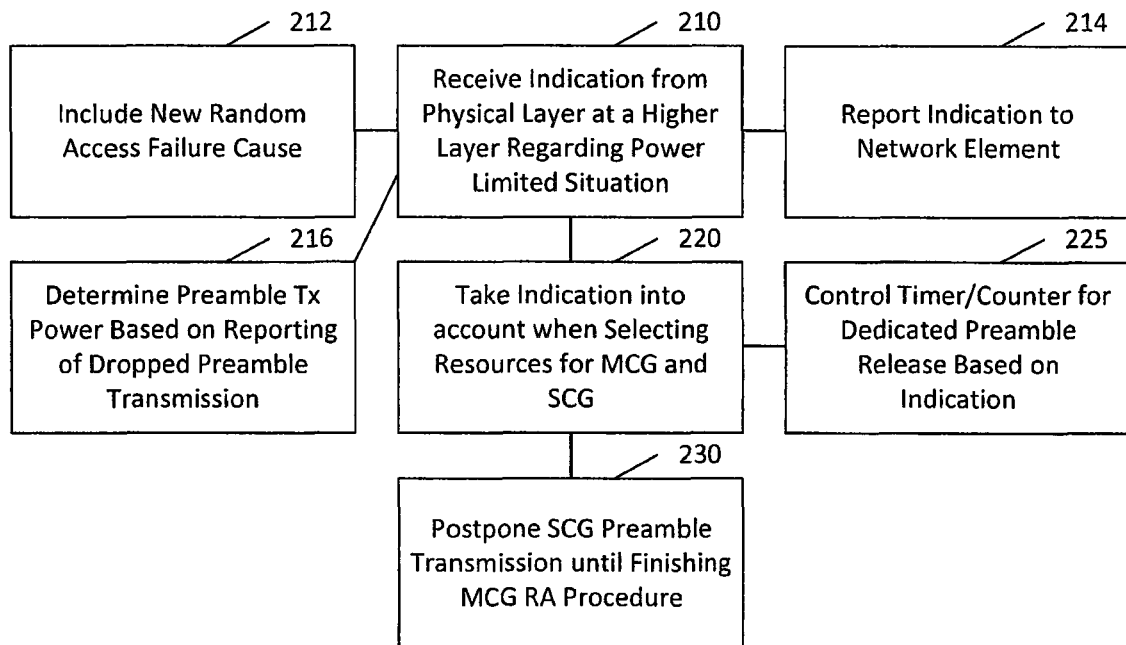 212
Include New Random
Access Failure Cause
210
Receive Indication from
Physical Layer at a Higher
Layer Regarding Power
Limited Situation
214
Report Indication to
Network Element
216
Determine Preamble Tx
Power Based on Reporting
of Dropped Preamble
Transmission
220
Take Indication into
account when Selecting
Resources for MCG and
SCG
225
Control Timer/Counter for
Dedicated Preamble
Release Based on
Indication
230
Postpone SCG Preamble
Transmission until Finishing
MCG RA Procedure